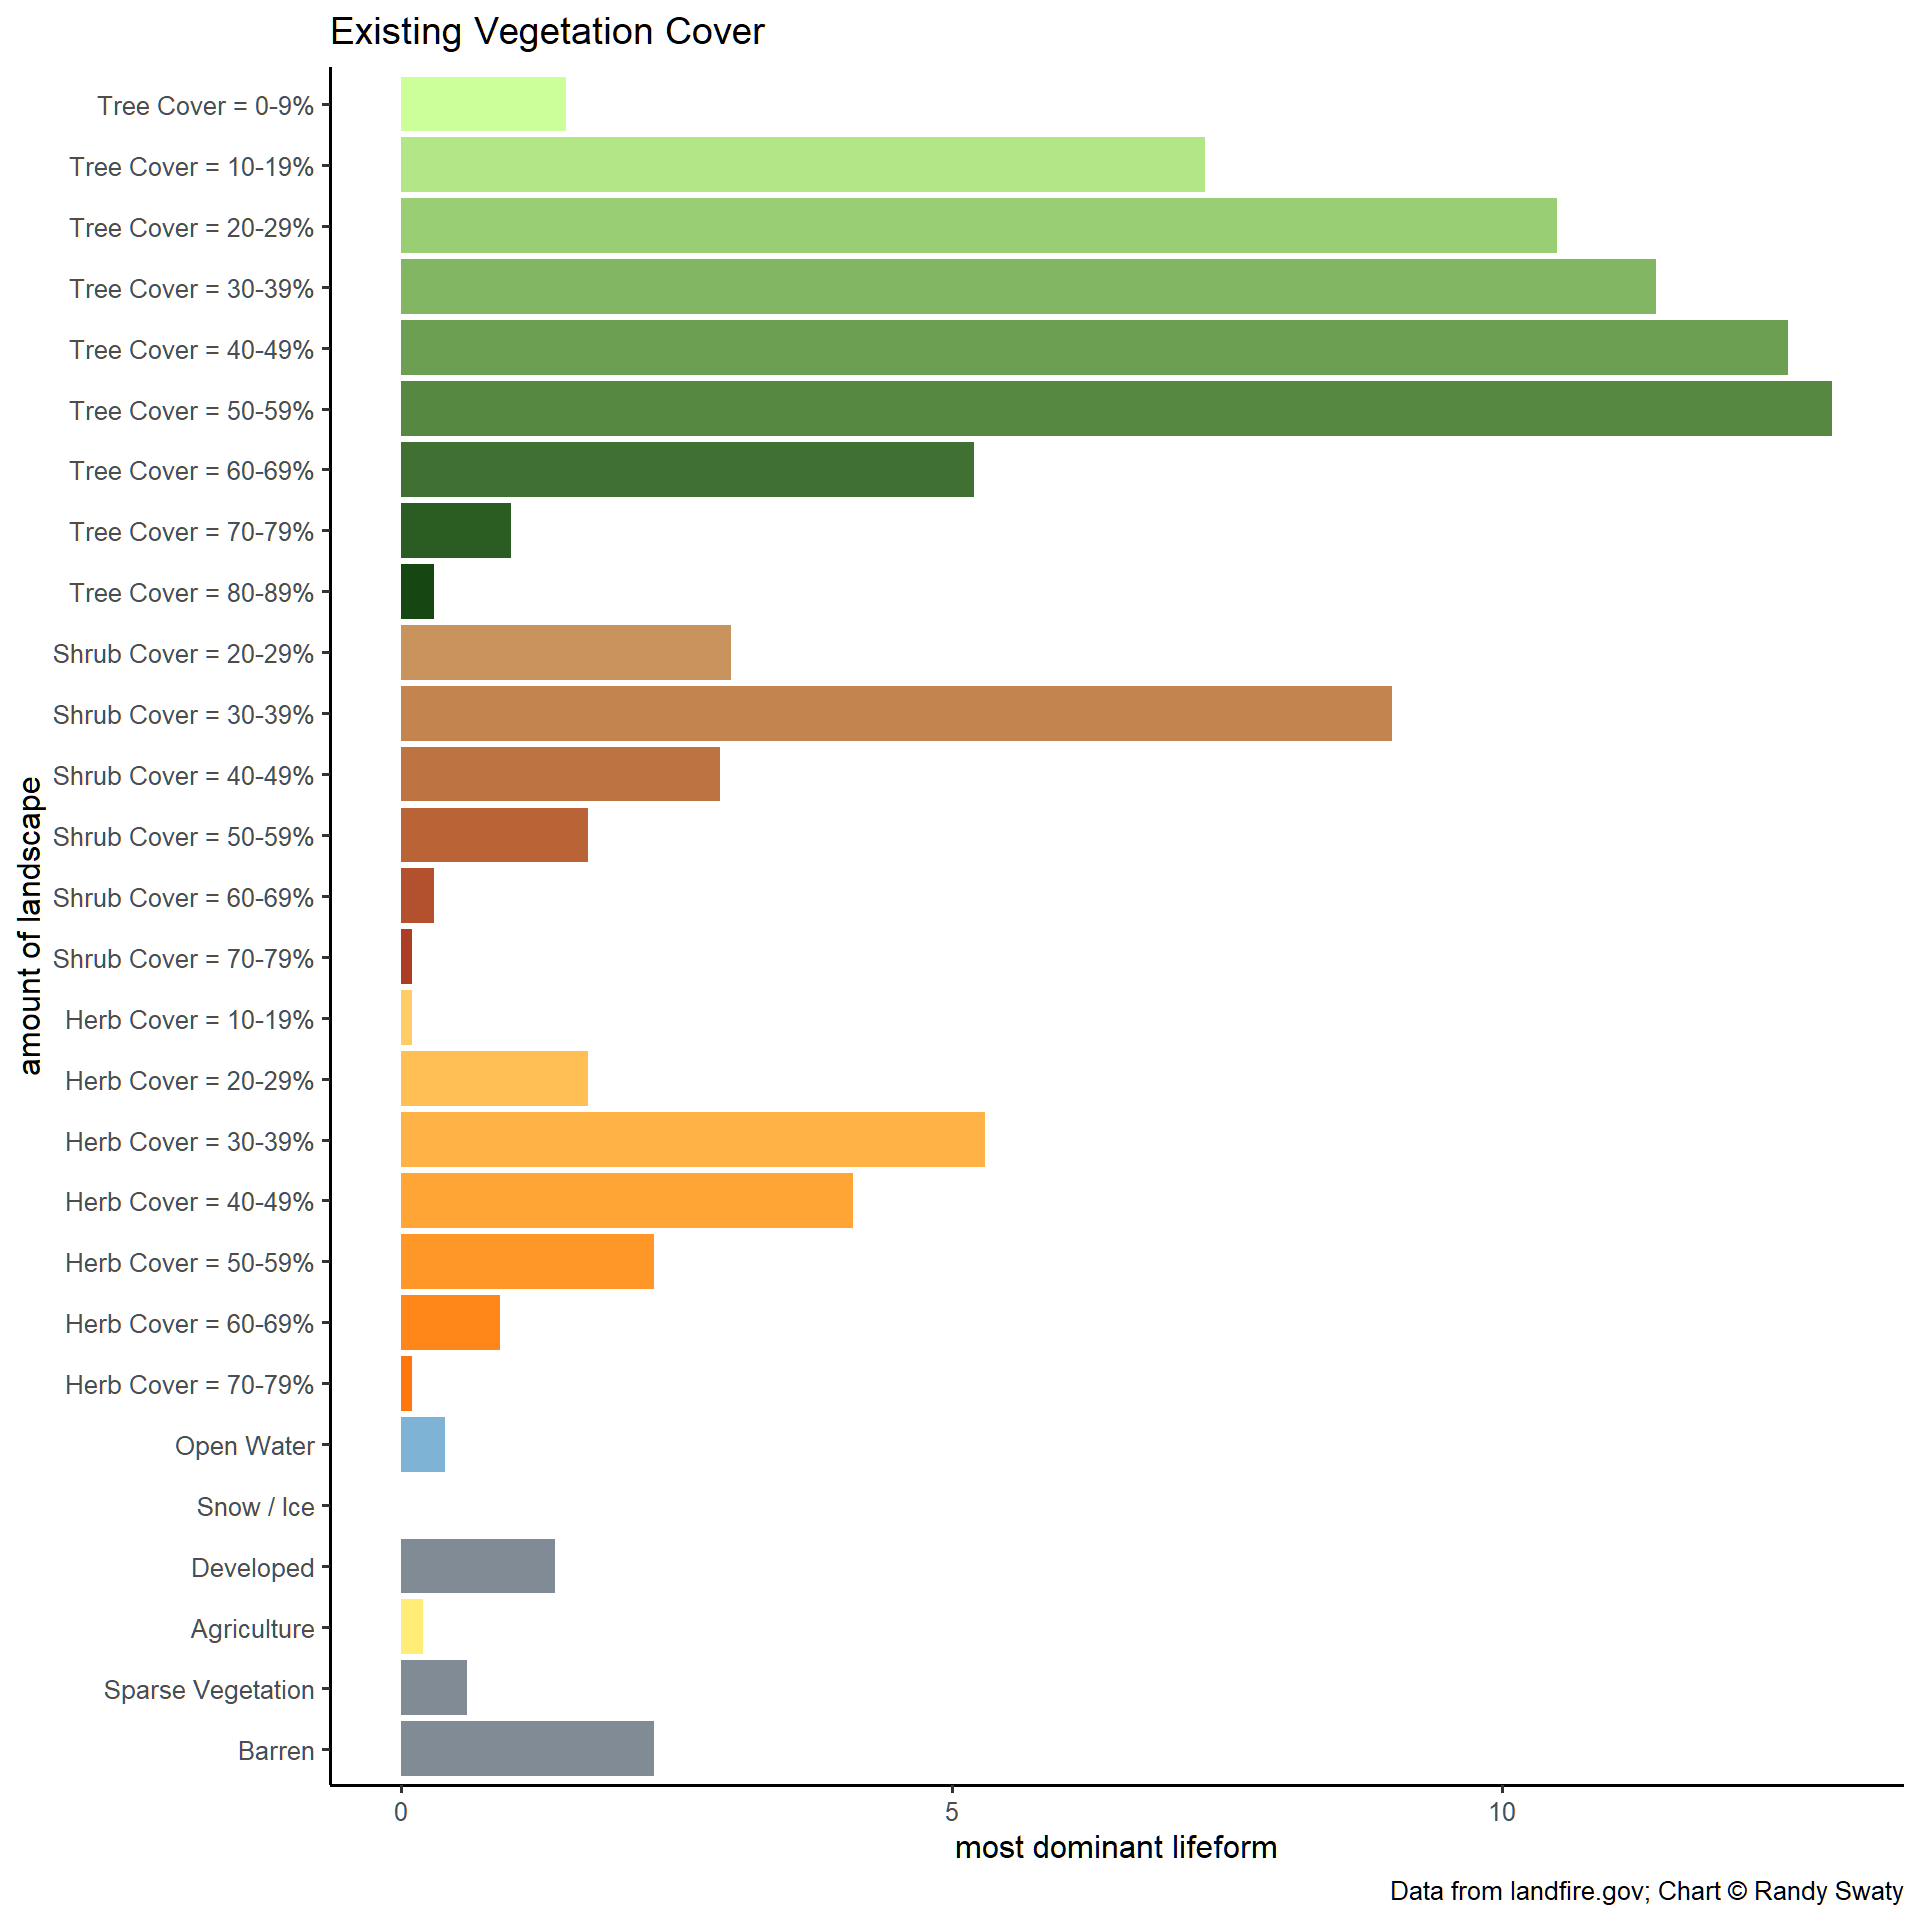 Existing Vegetation Cover
Tree Cover = 0-9%
Tree Cover = 10-19%
Tree Cover = 20-29%
Tree Cover = 30-39%
Tree Cover = 40-49%
Tree Cover = 50-59%
Tree Cover = 60-69%
Tree Cover = 70-79%
Tree Cover = 80-89%
Shrub Cover = 20-29%
Shrub Cover = 30-39%
Shrub Cover = 40-49%
Shrub Cover = 50-59%
Shrub Cover = 60-69%
Shrub Cover = 70-79%
Herb Cover = 10-19%
Herb Cover = 20-29%
Herb Cover = 30-39%
Herb Cover = 40-49%
Herb Cover = 50-59%
Herb Cover = 60-69%
Herb Cover = 70-79%
Open Water
Snow / Ice
Developed
Agriculture
Sparse Vegetation
Barren
amount of landscape
0 5 10
most dominant lifeform
Data from landfire.gov; Chart © Randy Swaty